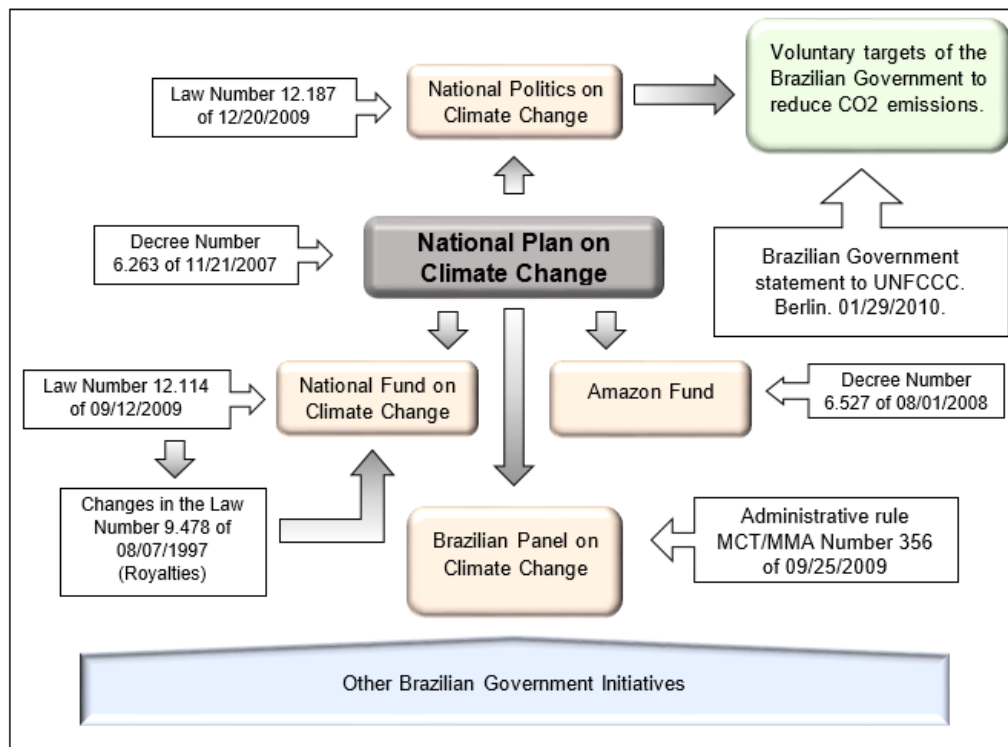 Voluntary targets of the
Brazilian Government to
reduce CO2 emissions.
National Politics on
Climate Change
Law Number 12.187
of 12/20/2009
National Plan on
Climate Change
Decree Number
6.263 of 11/21/2007
Brazilian Government
statement to UNFCCC.
Berlin. 01/29/2010.
Law Number 12.114
of 09/12/2009
National Fund on
Climate Change
Amazon Fund
Decree Number
6.527 of 08/01/2008
Changes in the Law
Number 9.478 of
08/07/1997
(Royalties)
Brazilian Panel on
Climate Change
Administrative rule
MCT/MMA Number 356
of 09/25/2009
Other Brazilian Government Initiatives